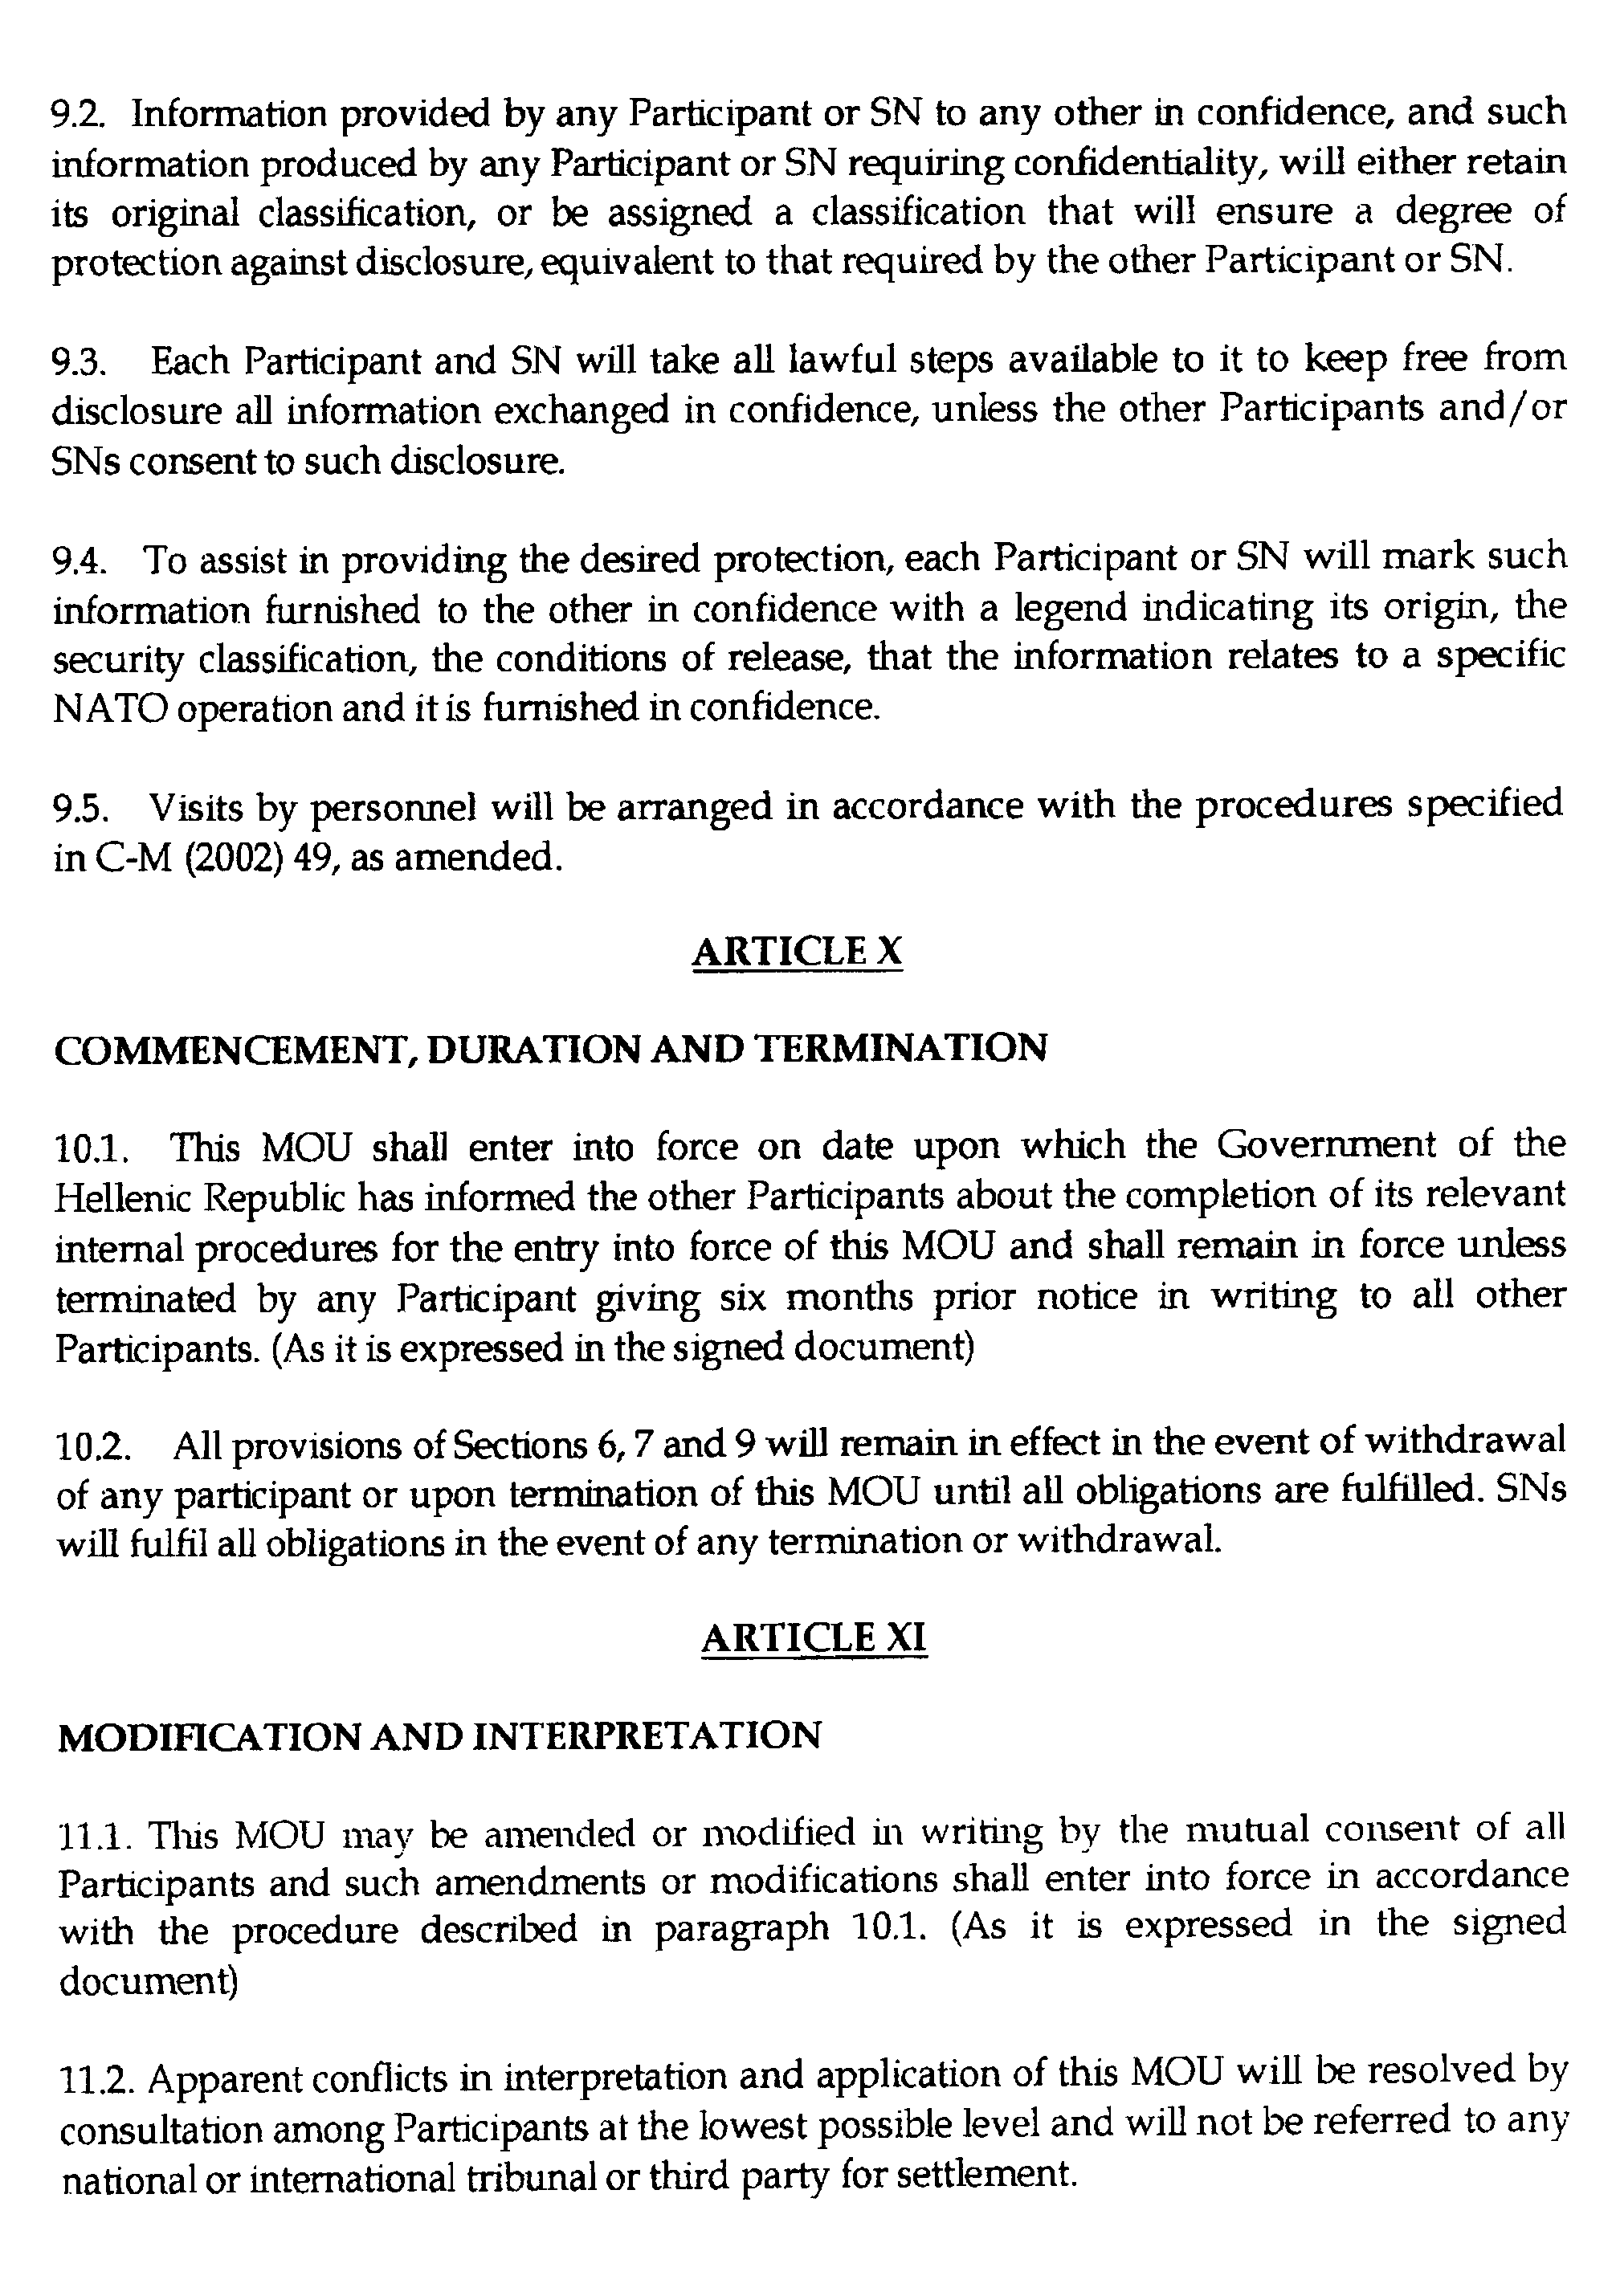 9.2. Information provided by any Participant or SN to any other in confidence, and such
information produced by any Participant or SN requiring confidentiality, will either retain
its original classification, or be assigned a classification that will ensure a degree of
protection against disclosure, equivalent to that required by the other Participant or SN.
9.3. Each Participant and SN will take all lawful steps available to it to keep free from
disclosure all information exchanged in confidence, unless the other Participants and/or
SNs consent to such disclosure.
9.4. To assist in providing the desired protection, each Participant or SN will mark such
information furnished to the other in confidence with a legend indicating its origin, the
security classification, the conditions of release, that the information relates to a specific
NATO operation and it is furnished in confidence.
9.5. Visits by personnel will be arranged in accordance with the procedures specified
in C-M (2002) 49, as amended.
ARTICLE X
COMMENCEMENT, DURATION AND TERMINATION
10.1. This MOU shall enter into force on date upon which the Government of the
Hellenic Republic has informed the other Participants about the completion of its relevant
internal procedures for the entry into force of this MOU and shall remain in force unless
terminated by any Participant giving six months prior notice in writing to all other
Participants. (As it is expressed in the signed document)
10.2. All provisions of Sections 6, 7 and 9 will remain in effect in the event of withdrawal
of any participant or upon termination of this MOU until all obligations are fulfilled. SNs
will fulfil all obligations in the event of any termination or withdrawal.
ARTICLE XI
MODIFICATION AND INTERPRETATION
11.1. This MOU may be amended or modified in writing by the mutual consent of all
Participants and such amendments or modifications shall enter into force in accordance
with the procedure described in paragraph 10.1. (As it is expressed in the signed
document)
11.2. Apparent conflicts in interpretation and application of this MOU will be resolved by
consultation among Participants at the lowest possible level and will not be referred to any
national or international tribunal or third party for settlement.